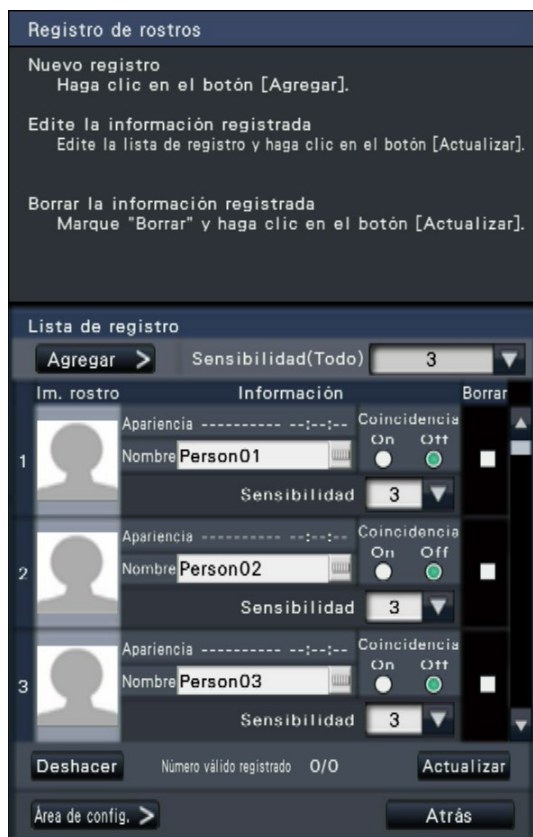 Registro de rostros
Nuevo registro
Haga clic en el botón [Agregar].
Edite la información registrada
Edite la lista de registro y haga clic en el botón [Actualizar].
Borrar la información registrada
Marque "Borrar" y haga clic en el botón [Actualizar].
Lista de registro
Agregar > Sensibilidad(Todo) 3
Im. rostro Información Borrar
Apariencia ---------- --:--:-- Coincidencia
On Off
1 Nombre Person01
Sensibilidad 3
Apariencia ---------- --:--:-- Coincidencia
On Off
2 Nombre Person02
Sensibilidad 3
Apariencia ---------- --:--:-- Coincidencia
On Off
3 Nombre Person03
Sensibilidad 3
Deshacer Número válido registrado 0/0 Actualizar
Área de config. > Atrás